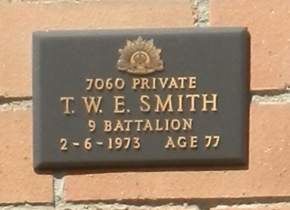 7060 PRIVATE
T. W. E. SMITH
9 BATTALION
2-6-1973 AGE 77